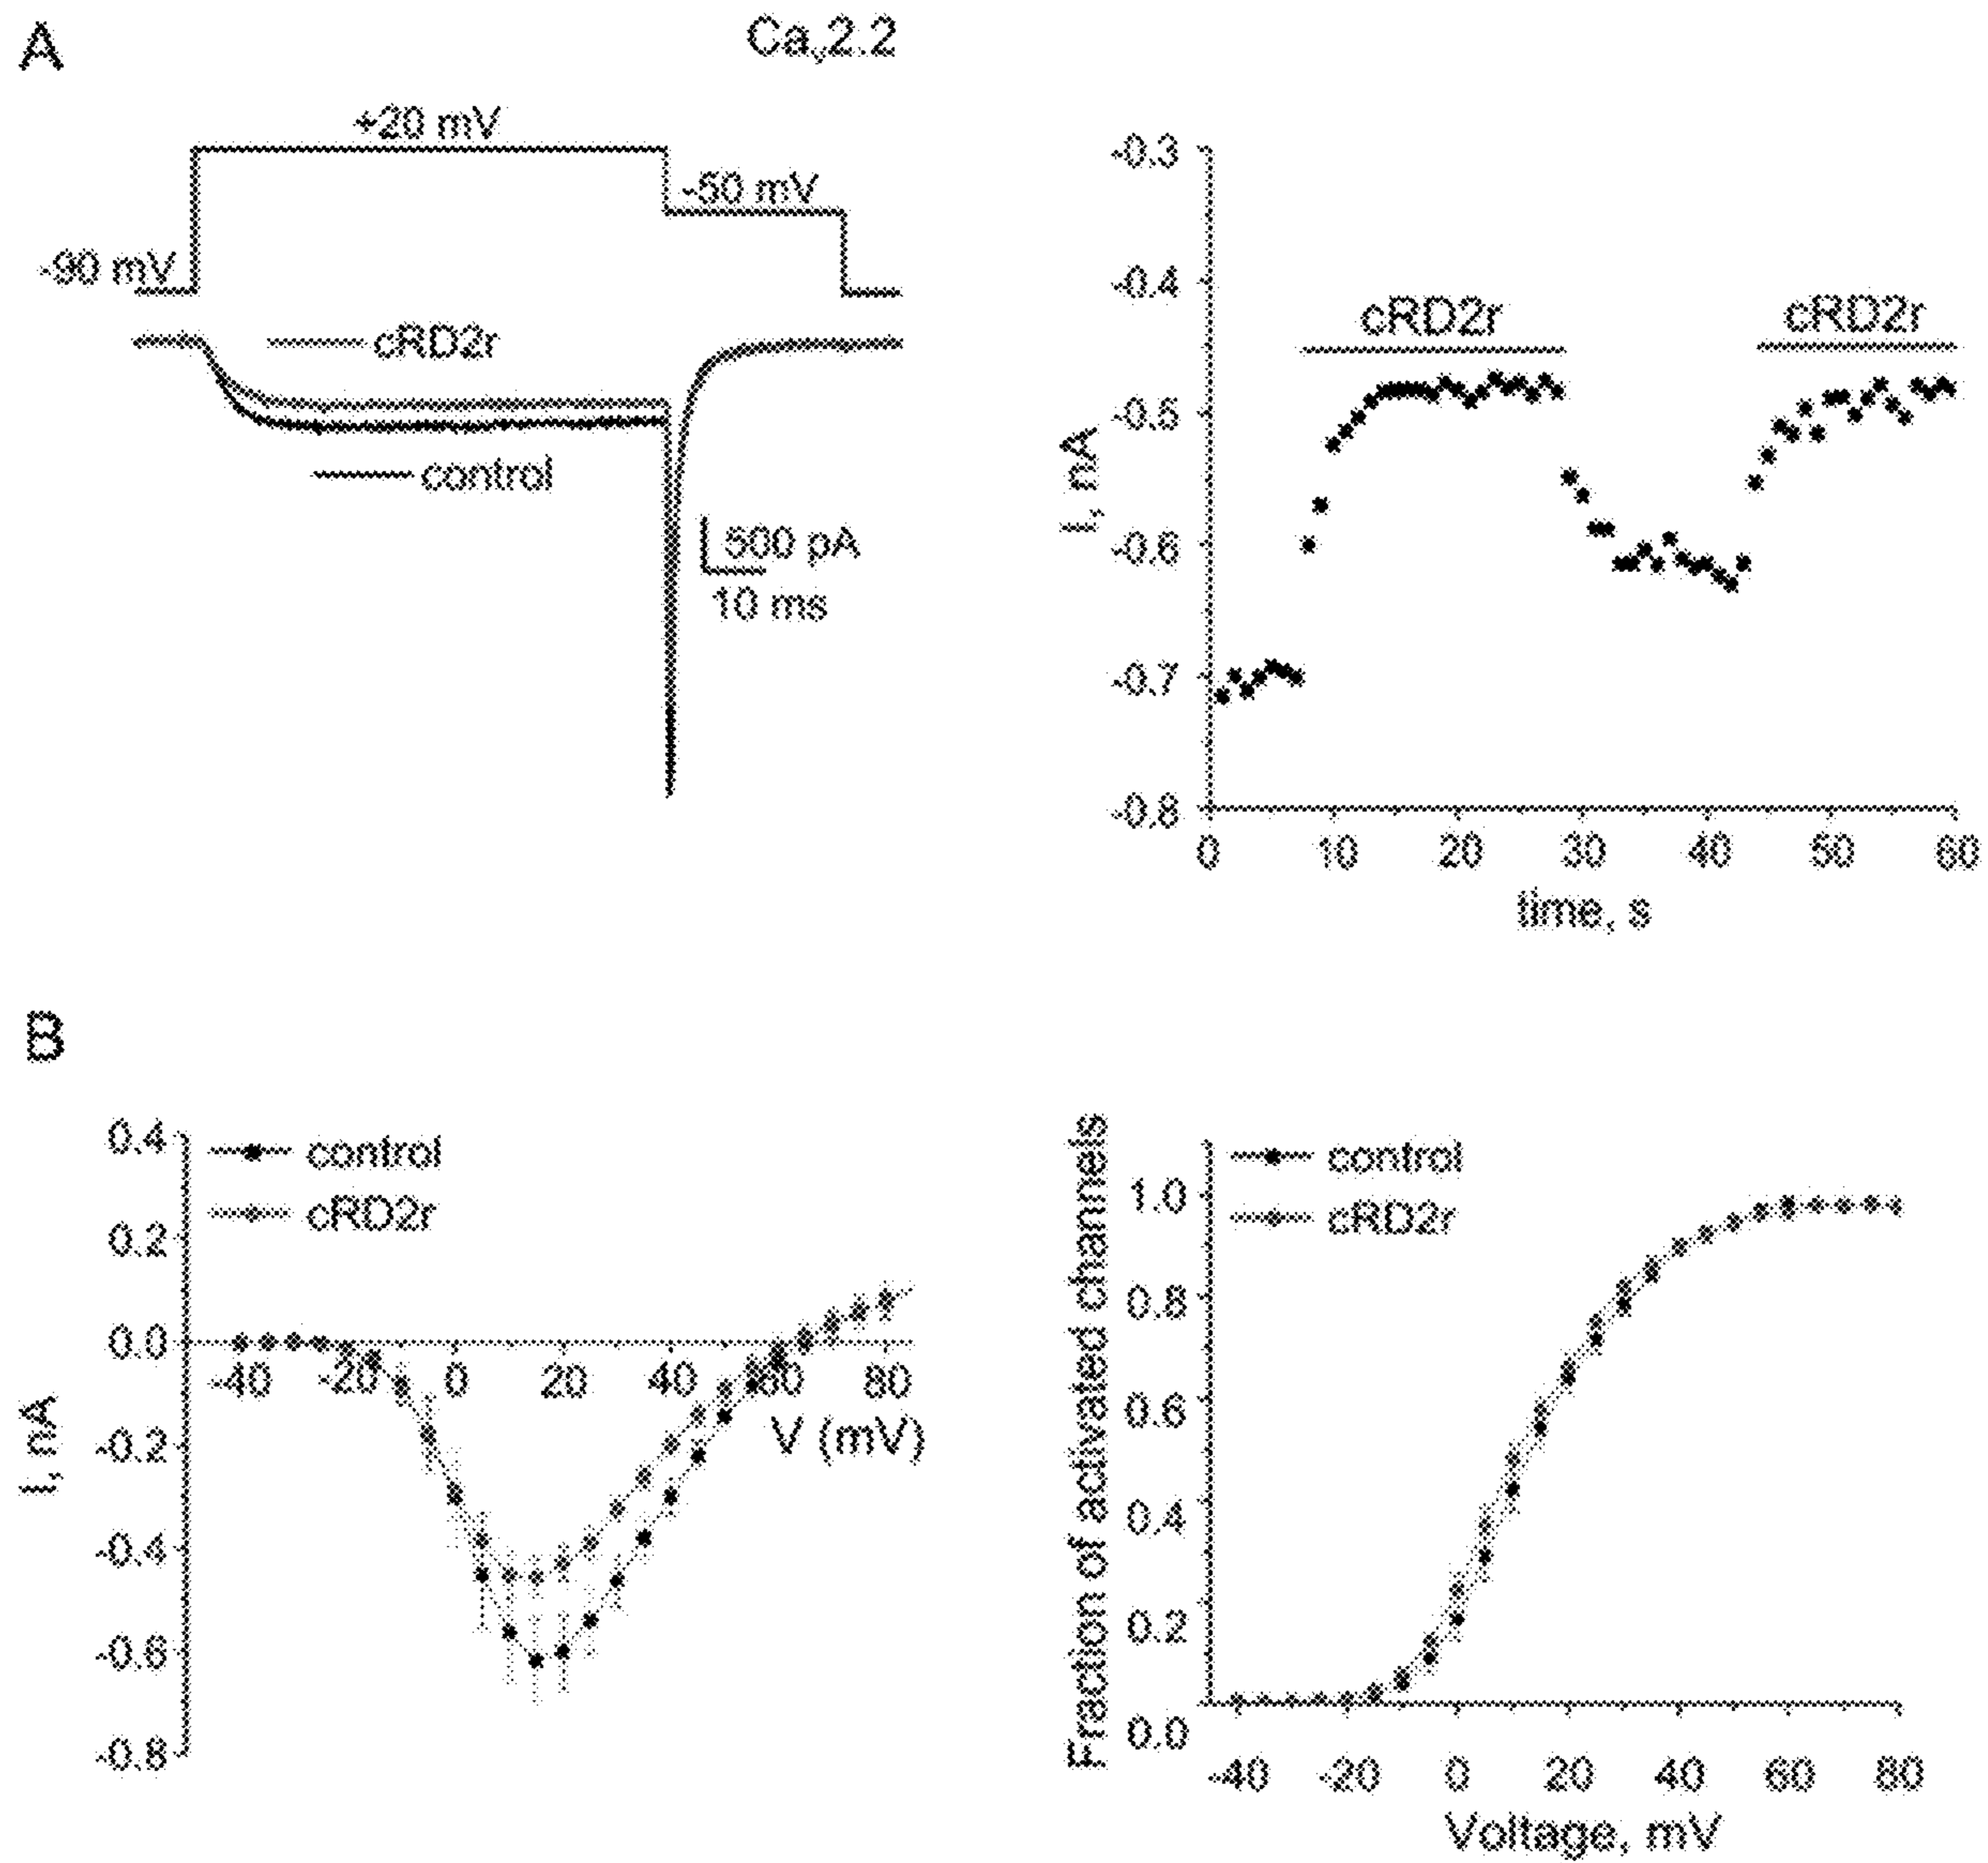 A
Cav2.2
+20 mV
-50 mV
-90 mV
cRD2r
control
500 pA
10 ms
-0.3
-0.4
-0.5
-0.6
-0.7
-0.8
I, nA
cRD2r
cRD2r
0 10 20 30 40 50 60
time, s
B
0.4
0.2
0.0
-0.2
-0.4
-0.6
-0.8
I, nA
control
cRD2r
-40 -20 0 20 40 60 80
V (mV)
Fraction of activated channels
1.0
0.8
0.6
0.4
0.2
0.0
control
cRD2r
-40 -20 0 20 40 60 80
Voltage, mV